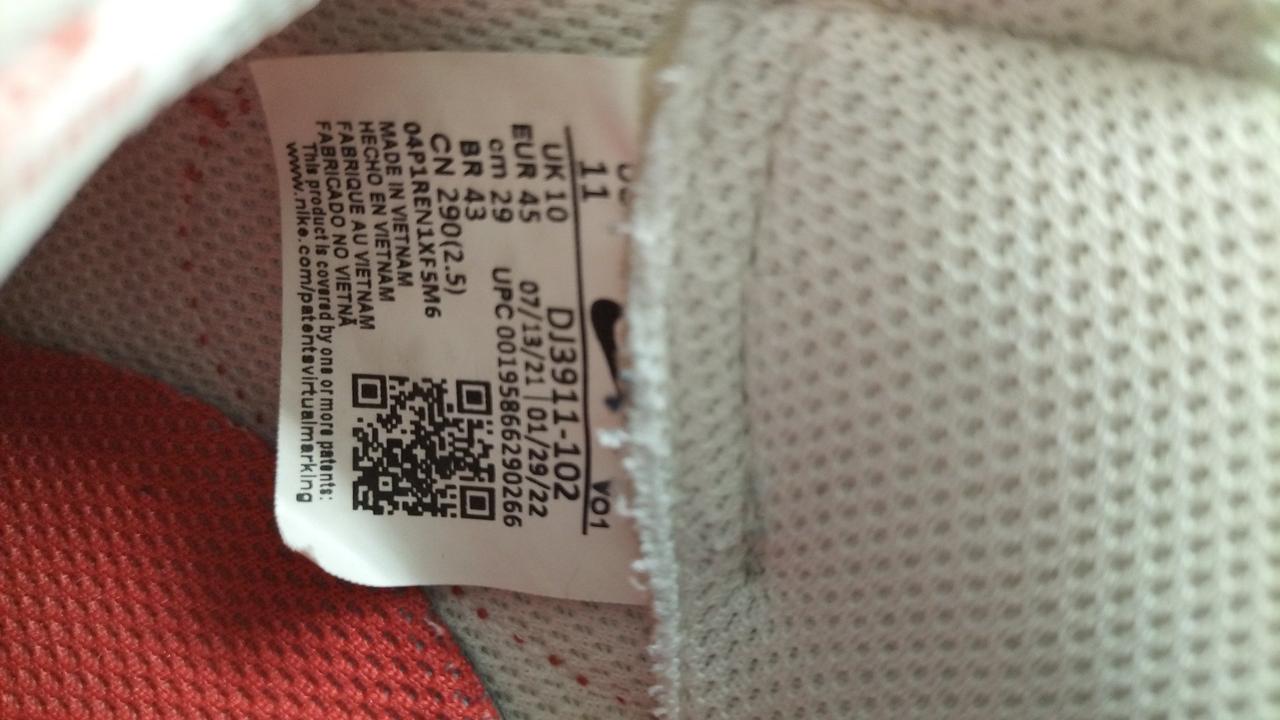 11
VO1
UK 10
EUR 45
cm 29
BR 43
CN 290(2.5)
DJ3911-102
07/13/21 | 01/29/22
UPC 00195866290266
04P1REN1XF5M6
MADE IN VIETNAM
HECHO EN VIETNAM
FABRIQUE AU VIETNAM
FABRICADO NO VIETNÃ
This product is covered by one or more patents:
www.nike.com/patentsvirtualmarking